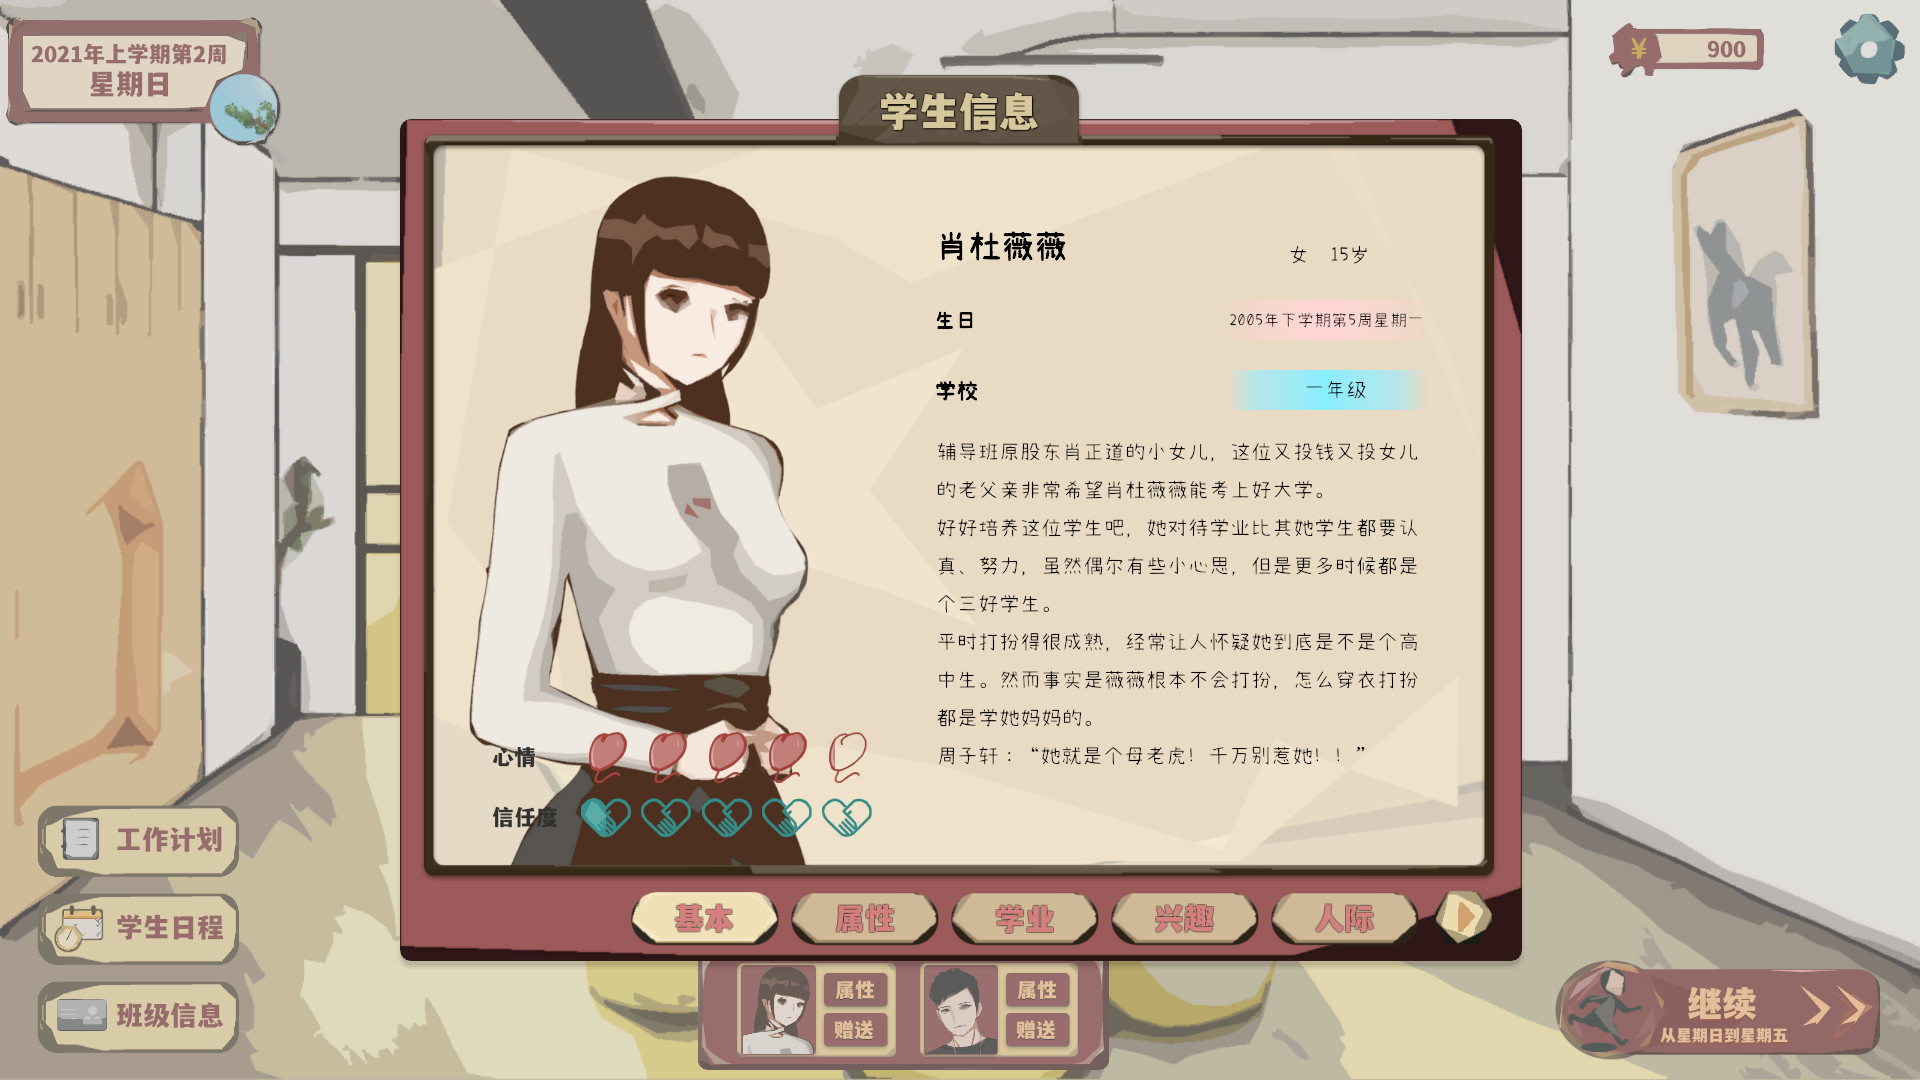 2021年上学期第2周
星期日
900
学生信息
肖杜薇薇
女 15岁
生日
2005年下学期第5周星期一
学校
一年级
辅导班原股东肖正道的小女儿，这位又投钱又投女儿
的老父亲非常希望肖杜薇薇能考上好大学。
好好培养这位学生吧，她对待学业比其她学生都要认
真、努力，虽然偶尔有些小心思，但是更多时候都是
个三好学生。
平时打扮得很成熟，经常让人怀疑她到底是不是个高
中生。然而事实是薇薇根本不会打扮，怎么穿衣打扮
都是学她妈妈的。
周子轩：“她就是个母老虎！千万别惹她！！”
心情
信任度
基本
属性
学业
兴趣
人际
工作计划
学生日程
班级信息
属性
赠送
属性
赠送
继续
从星期日到星期五